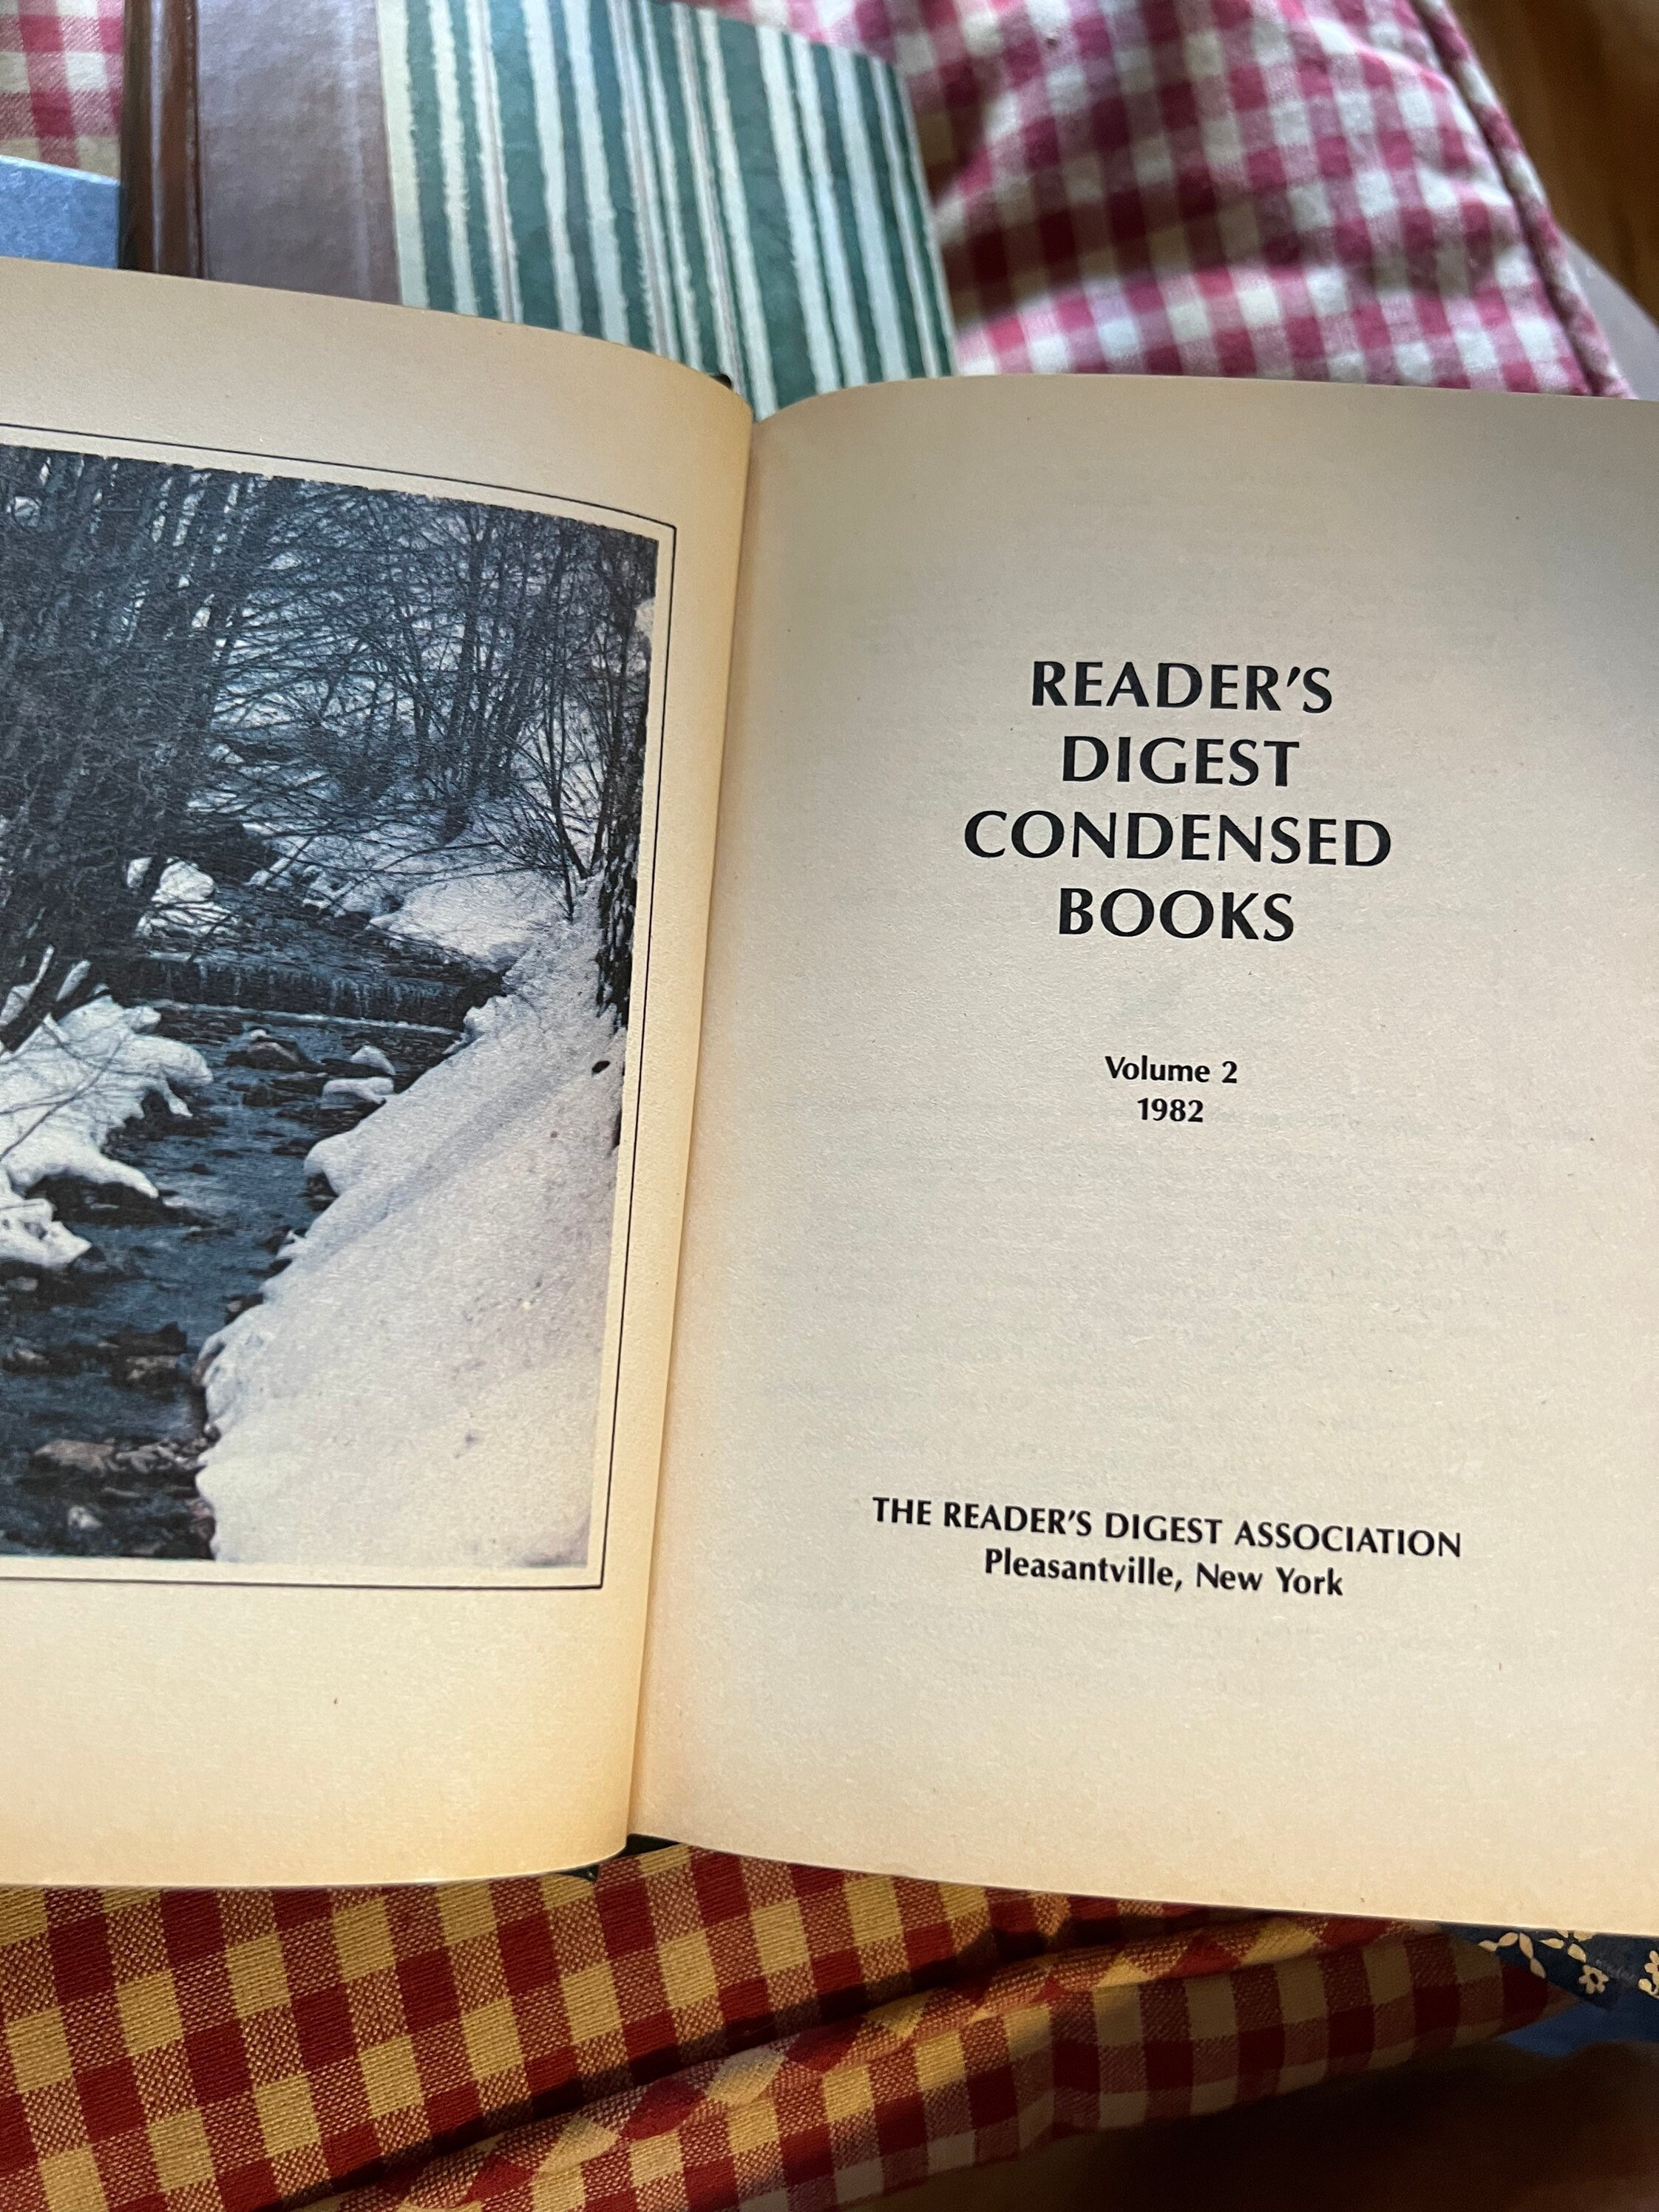 READER'S
DIGEST
CONDENSED
BOOKS
Volume 2
1982
THE READER'S DIGEST ASSOCIATION
Pleasantville, New York